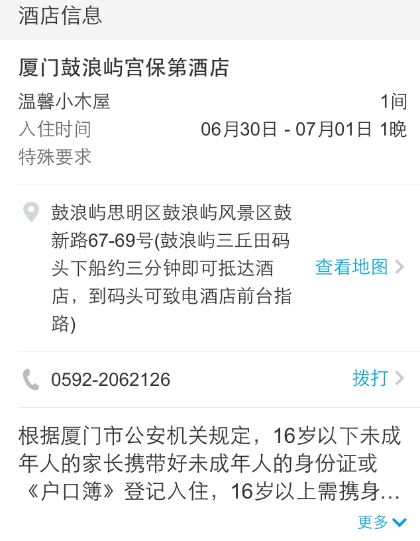 酒店信息
厦门鼓浪屿宫保第酒店
温馨小木屋 1间
入住时间 06月30日 - 07月01日 1晚
特殊要求
鼓浪屿思明区鼓浪屿风景区鼓
新路67-69号(鼓浪屿三丘田码
头下船约三分钟即可抵达酒
店，到码头可致电酒店前台指
路)
查看地图
0592-2062126 拨打
根据厦门市公安机关规定，16岁以下未成
年人的家长携带好未成年人的身份证或
《户口簿》登记入住，16岁以上需携身...
更多